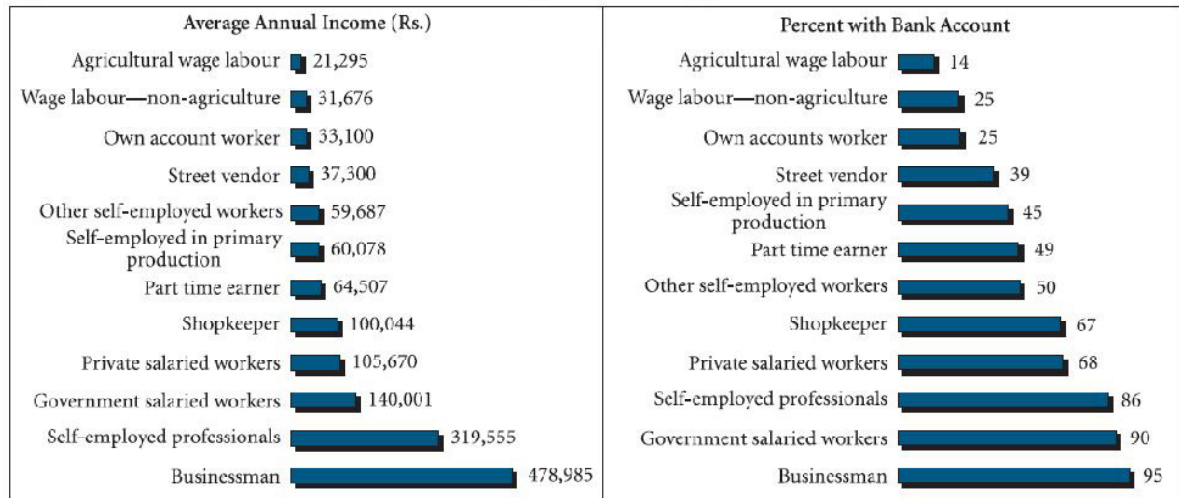 Average Annual Income (Rs.)
Agricultural wage labour 21,295
Wage labour—non-agriculture 31,676
Own account worker 33,100
Street vendor 37,300
Other self-employed workers 59,687
Self-employed in primary
production 60,078
Part time earner 64,507
Shopkeeper 100,044
Private salaried workers 105,670
Government salaried workers 140,001
Self-employed professionals 319,555
Businessman 478,985
Percent with Bank Account
Agricultural wage labour 14
Wage labour—non-agriculture 25
Own accounts worker 25
Street vendor 39
Self-employed in primary
production 45
Part time earner 49
Other self-employed workers 50
Shopkeeper 67
Private salaried workers 68
Self-employed professionals 86
Government salaried workers 90
Businessman 95